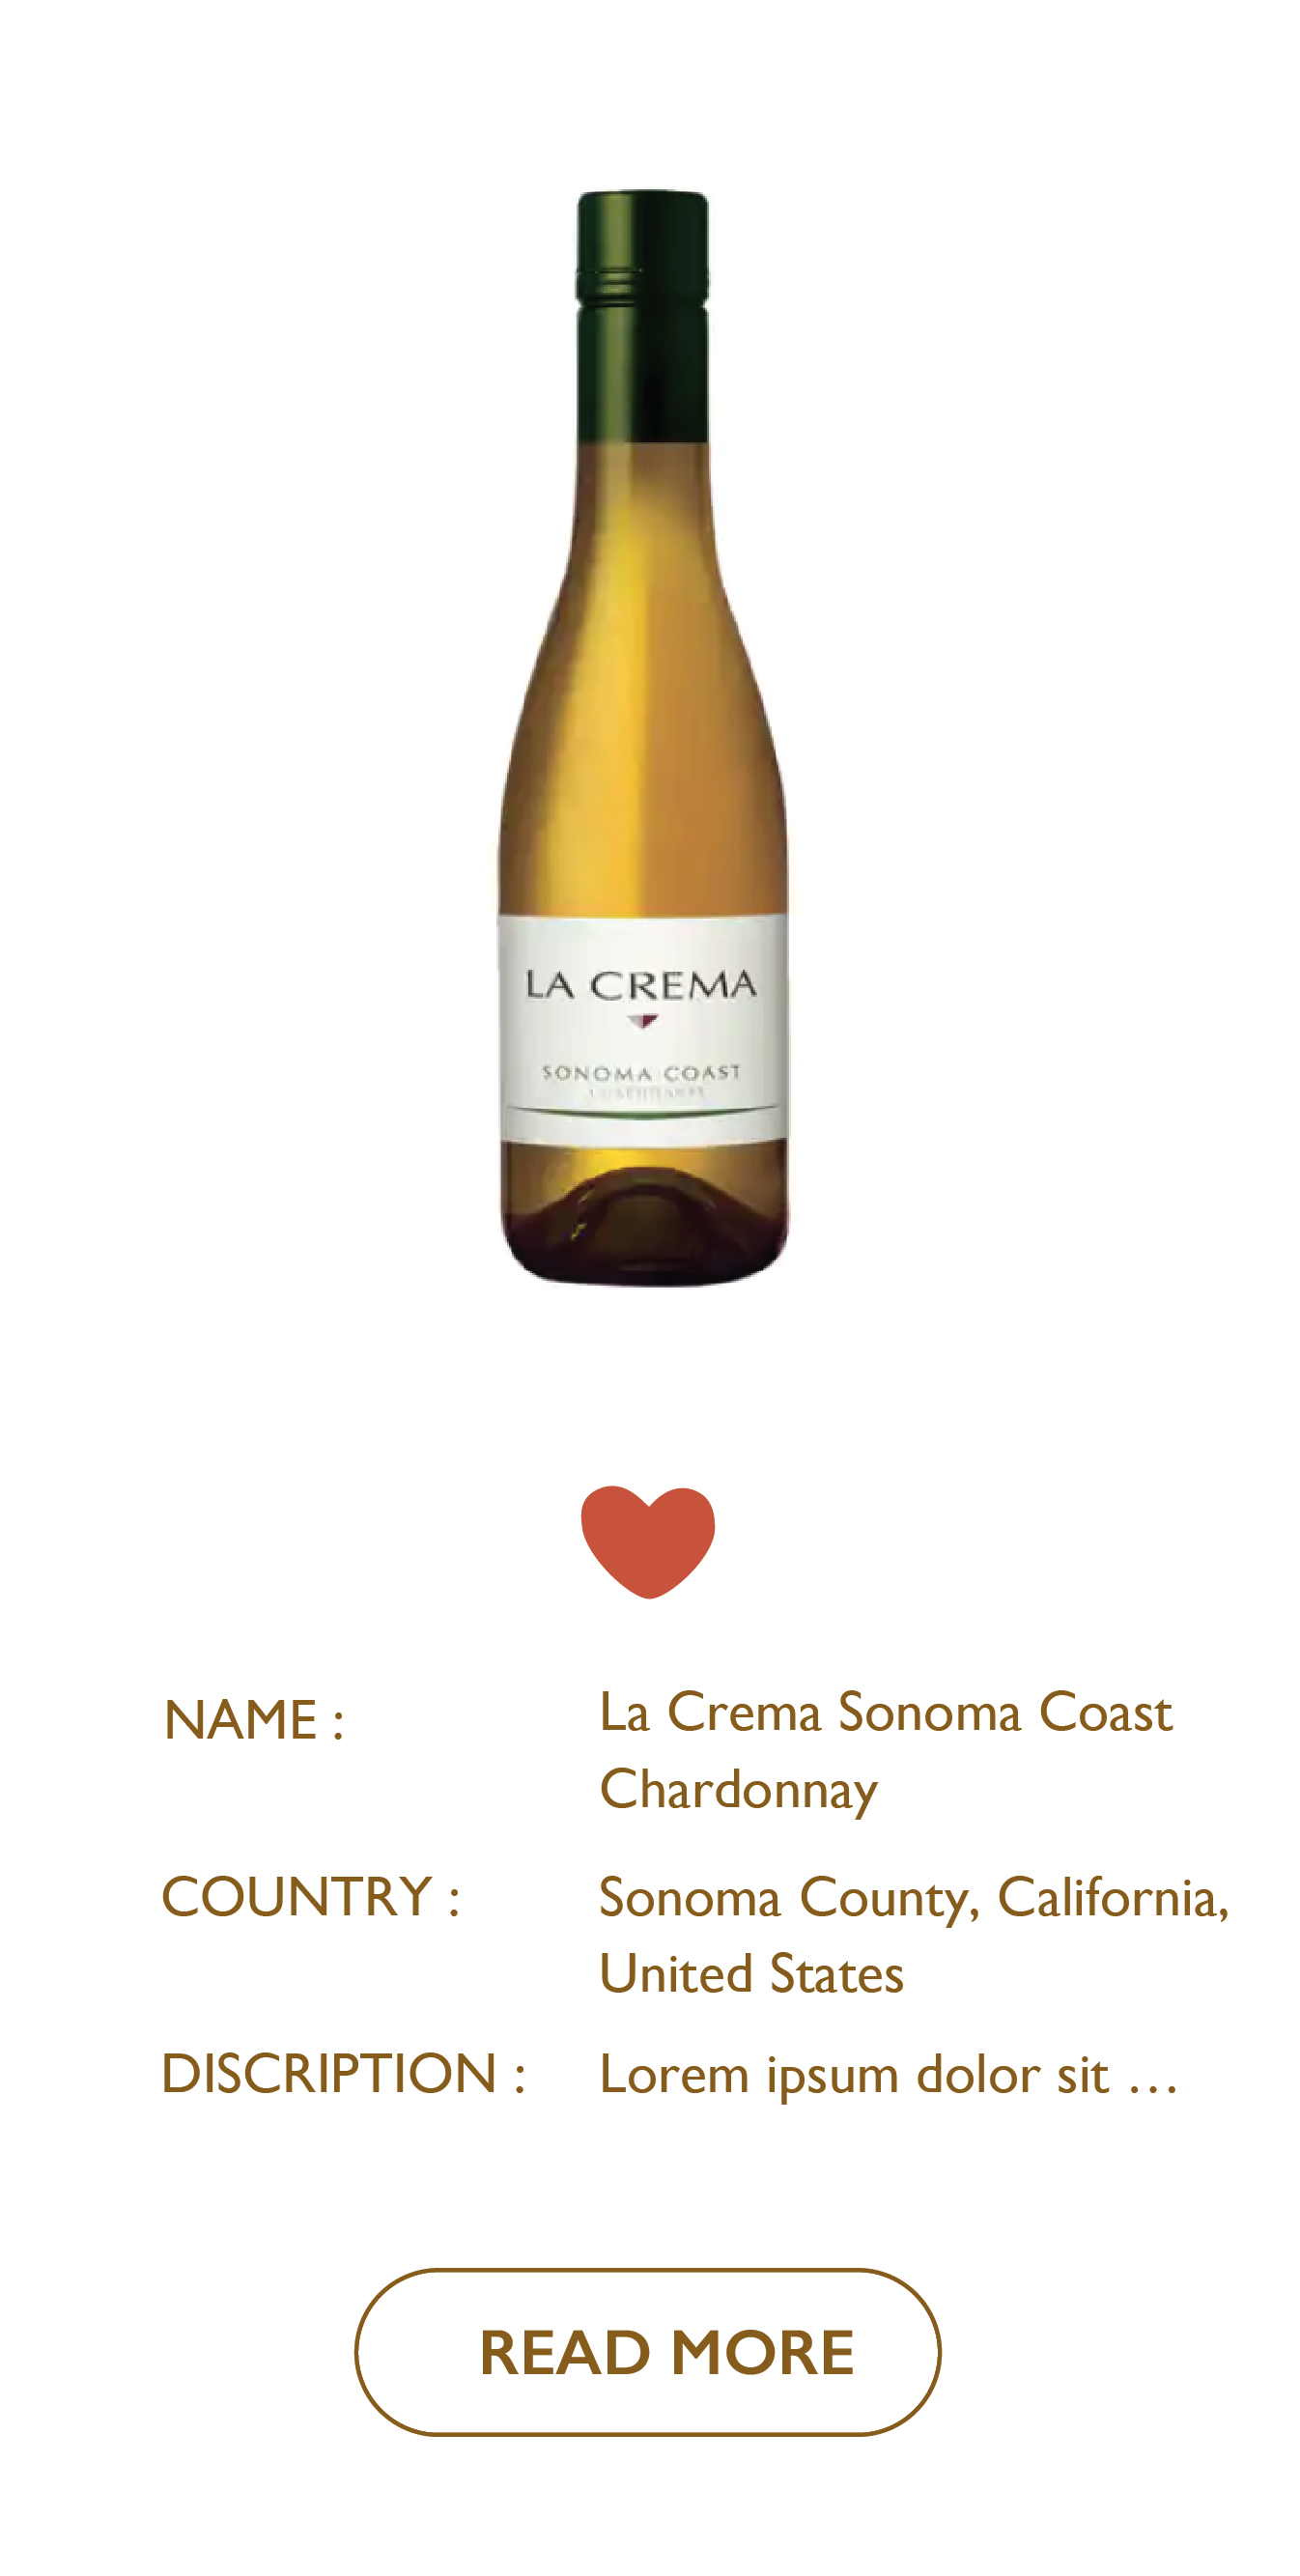 LA CREMA
SONOMA COAST
NAME :
La Crema Sonoma Coast
Chardonnay
COUNTRY :
Sonoma County, California,
United States
DISCRIPTION :
Lorem ipsum dolor sit …
READ MORE